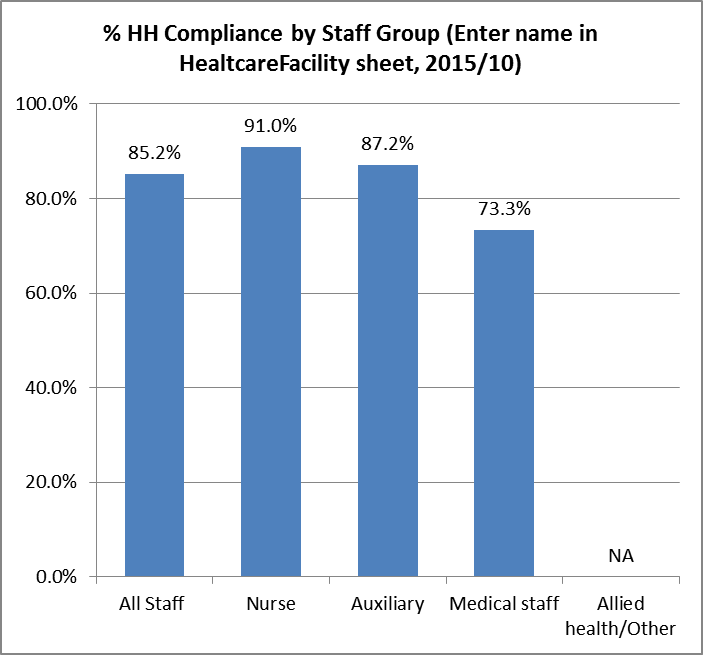 % HH Compliance by Staff Group (Enter name in
HealtcareFacility sheet, 2015/10)
100.0%
80.0%
60.0%
40.0%
20.0%
0.0%
85.2%
91.0%
87.2%
73.3%
NA
All Staff
Nurse
Auxiliary
Medical staff
Allied
health/Other